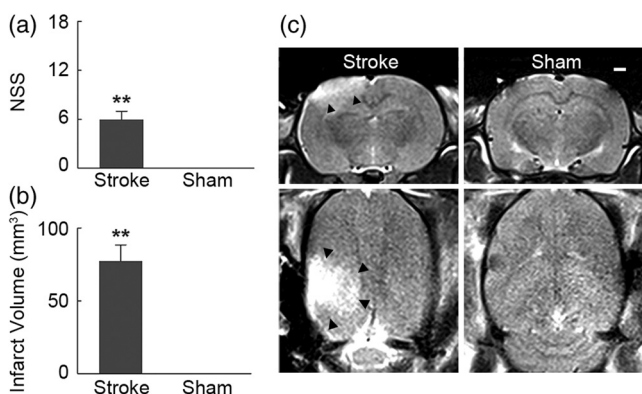 (a)
18
12
6
0
NSS
**
Stroke Sham
(b)
100
50
0
Infarct Volume (mm³)
**
Stroke Sham
(c)
Stroke Sham